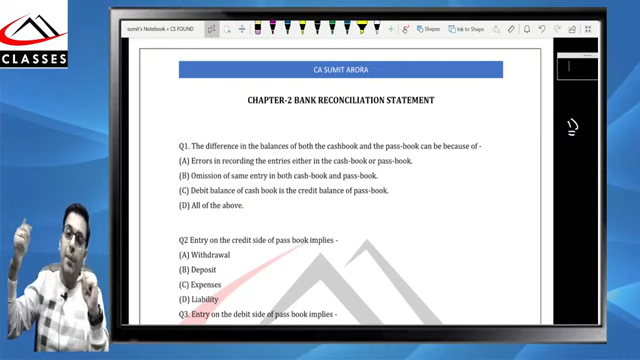 CLASSES
sumit's Notebook » CS FOUND
Shapes
Ink to Shape
CA SUMIT ARORA
CHAPTER-2 BANK RECONCILIATION STATEMENT
Q1. The difference in the balances of both the cashbook and the pass-book can be because of -
(A) Errors in recording the entries either in the cash-book or pass-book.
(B) Omission of same entry in both cash-book and pass-book.
(C) Debit balance of cash book is the credit balance of pass-book.
(D) All of the above.
Q2 Entry on the credit side of pass book implies -
(A) Withdrawal
(B) Deposit
(C) Expenses
(D) Liability
Q3. Entry on the debit side of pass book implies -